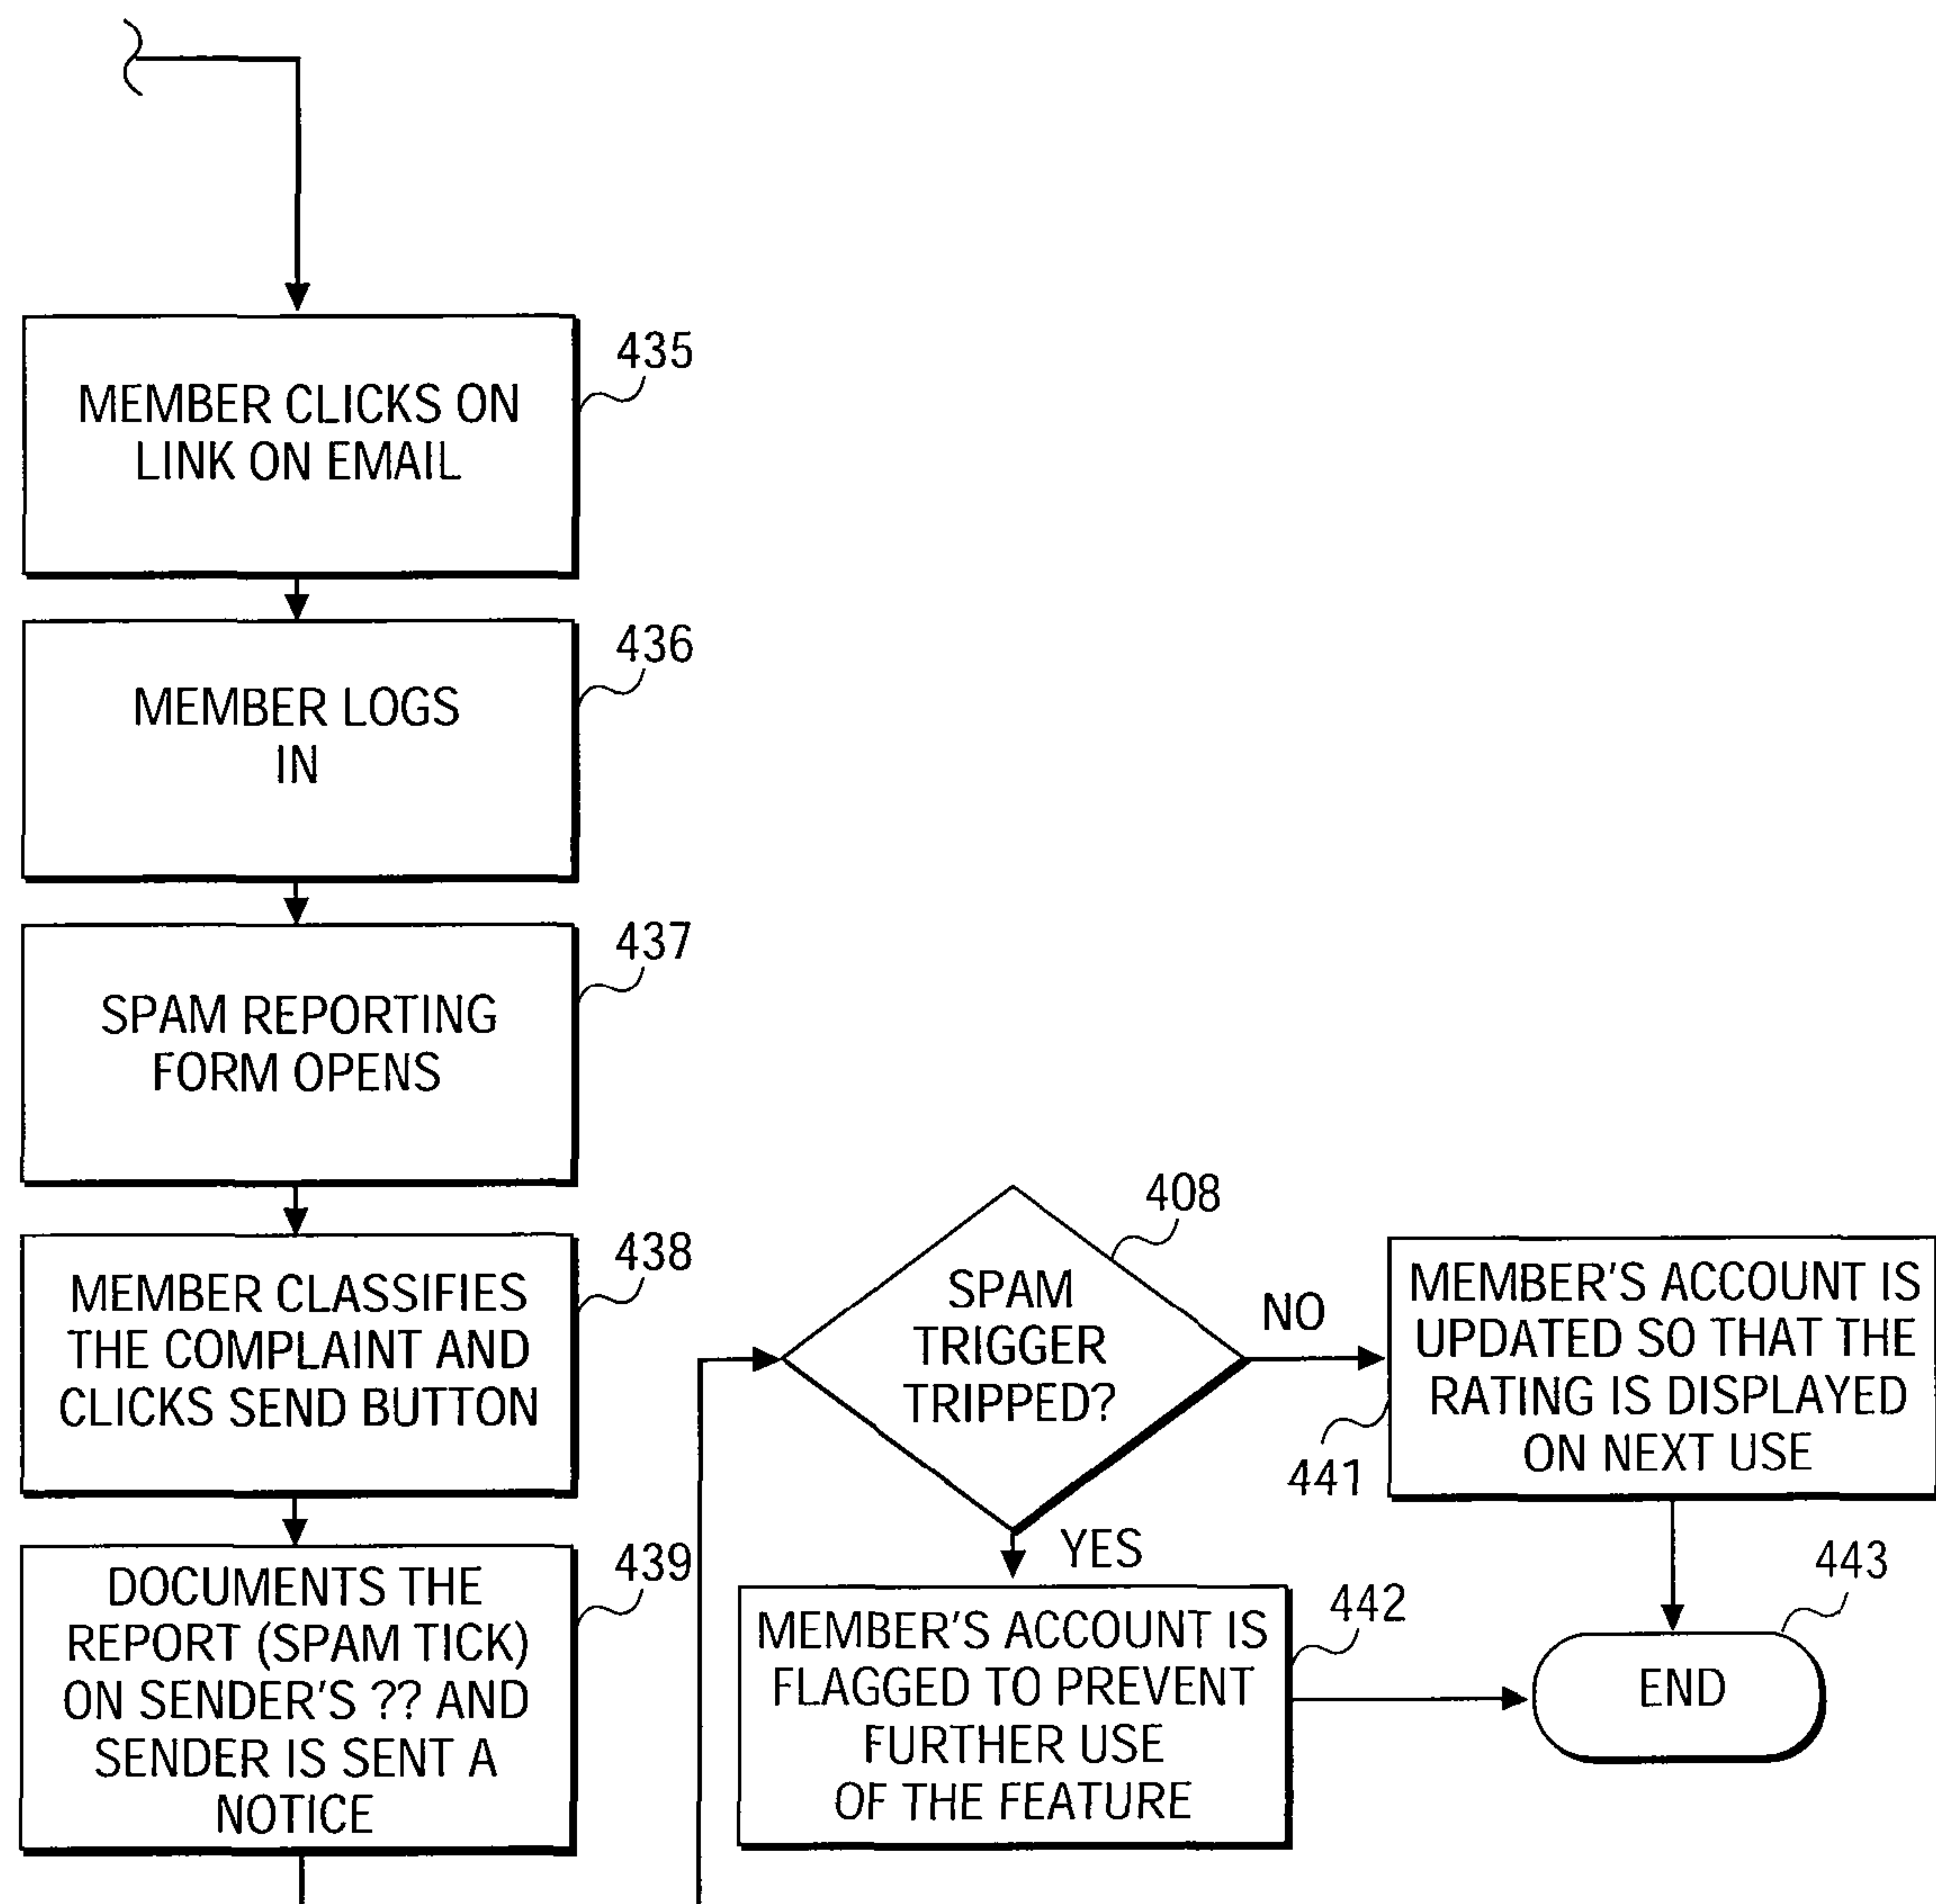 435
MEMBER CLICKS ON
LINK ON EMAIL
436
MEMBER LOGS
IN
437
SPAM REPORTING
FORM OPENS
438
MEMBER CLASSIFIES
THE COMPLAINT AND
CLICKS SEND BUTTON
439
DOCUMENTS THE
REPORT (SPAM TICK)
ON SENDER'S ?? AND
SENDER IS SENT A
NOTICE
408
SPAM
TRIGGER
TRIPPED?
NO
YES
MEMBER'S ACCOUNT IS
UPDATED SO THAT THE
RATING IS DISPLAYED
ON NEXT USE
441
442
MEMBER'S ACCOUNT IS
FLAGGED TO PREVENT
FURTHER USE
OF THE FEATURE
443
END